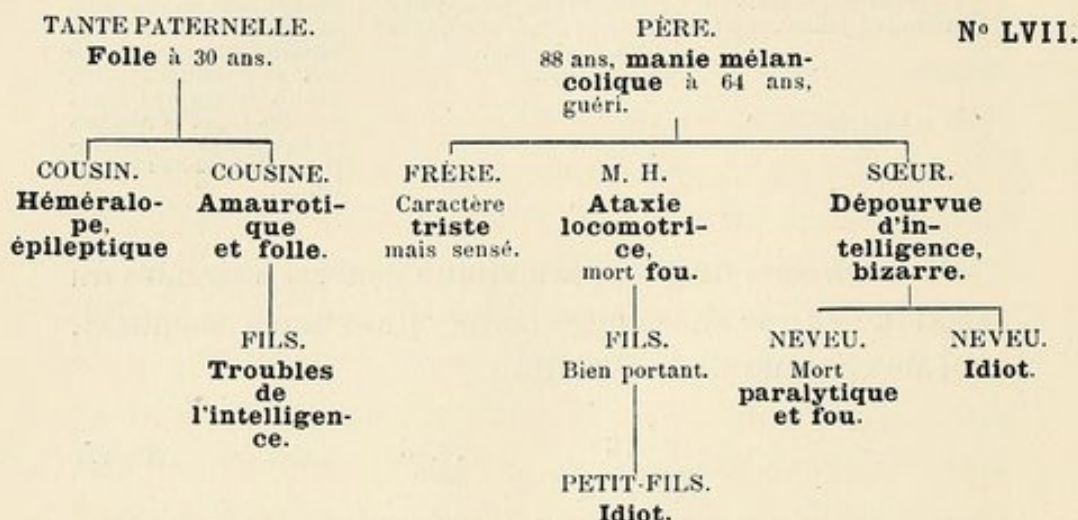 TANTE PATERNELLE.
Folle à 30 ans.
PÈRE.
88 ans, manie mélan-
colique à 64 ans,
guéri.
Nº LVII.
COUSIN.
Héméralo-
pe,
épileptique
COUSINE.
Amauroti-
que
et folle.
FRÈRE.
Caractère
triste
mais sensé.
M. H.
Ataxie
locomotri-
ce,
mort fou.
SŒUR.
Dépourvue
d'in-
telligence,
bizarre.
FILS.
Troubles
de
l'intelligen-
ce.
FILS.
Bien portant.
NEVEU.
Mort
paralytique
et fou.
NEVEU.
Idiot.
PETIT-FILS.
Idiot.